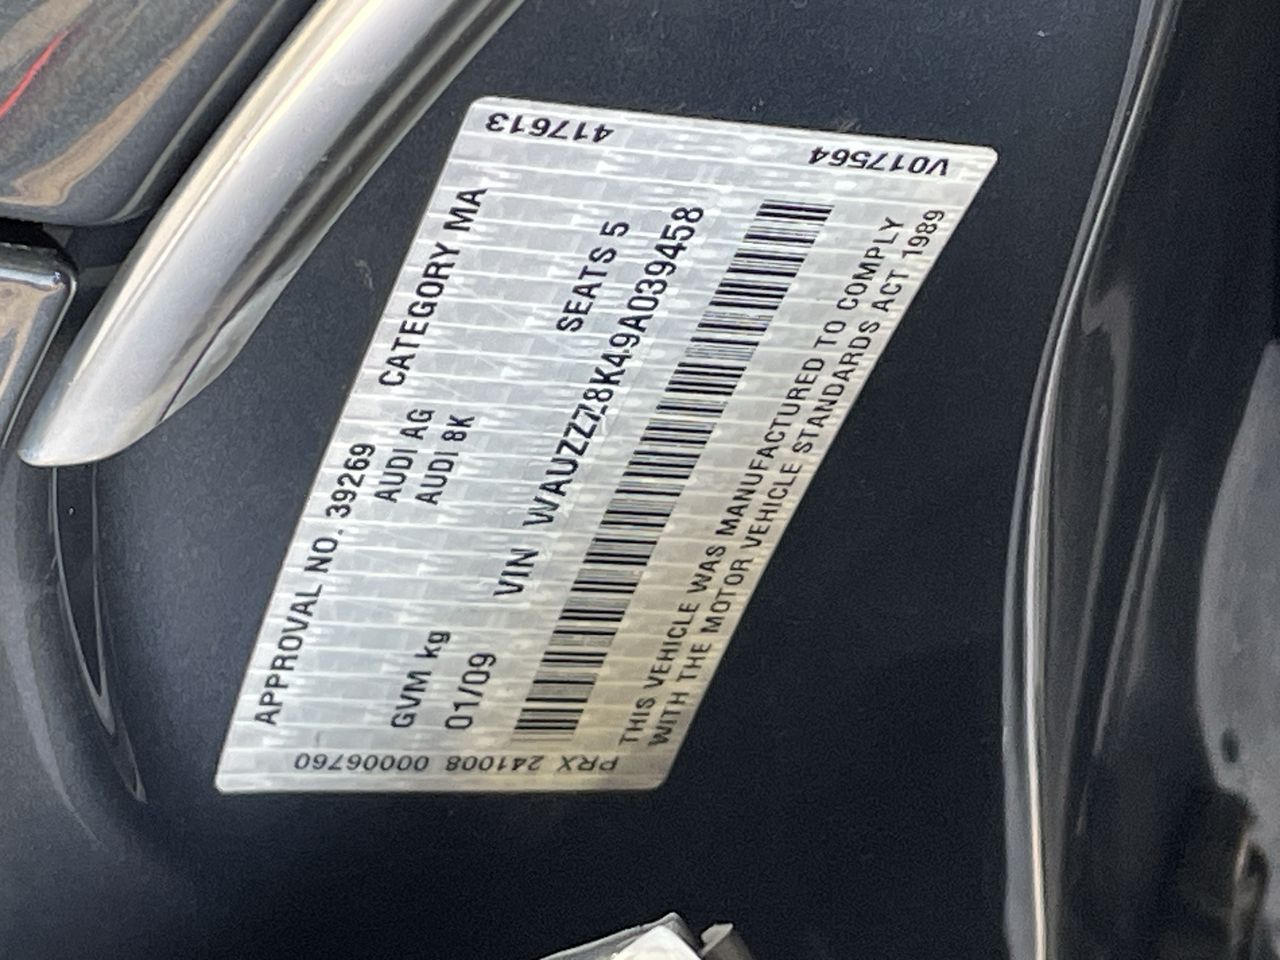 APPROVAL NO. 39269 CATEGORY MA
AUDI AG
AUDI 8K
GVM kg SEATS 5
01/09 VIN WAUZZZ8K49A039458
THIS VEHICLE WAS MANUFACTURED TO COMPLY
WITH THE MOTOR VEHICLE STANDARDS ACT 1989
PRX 241008 00006760
V017564 417613